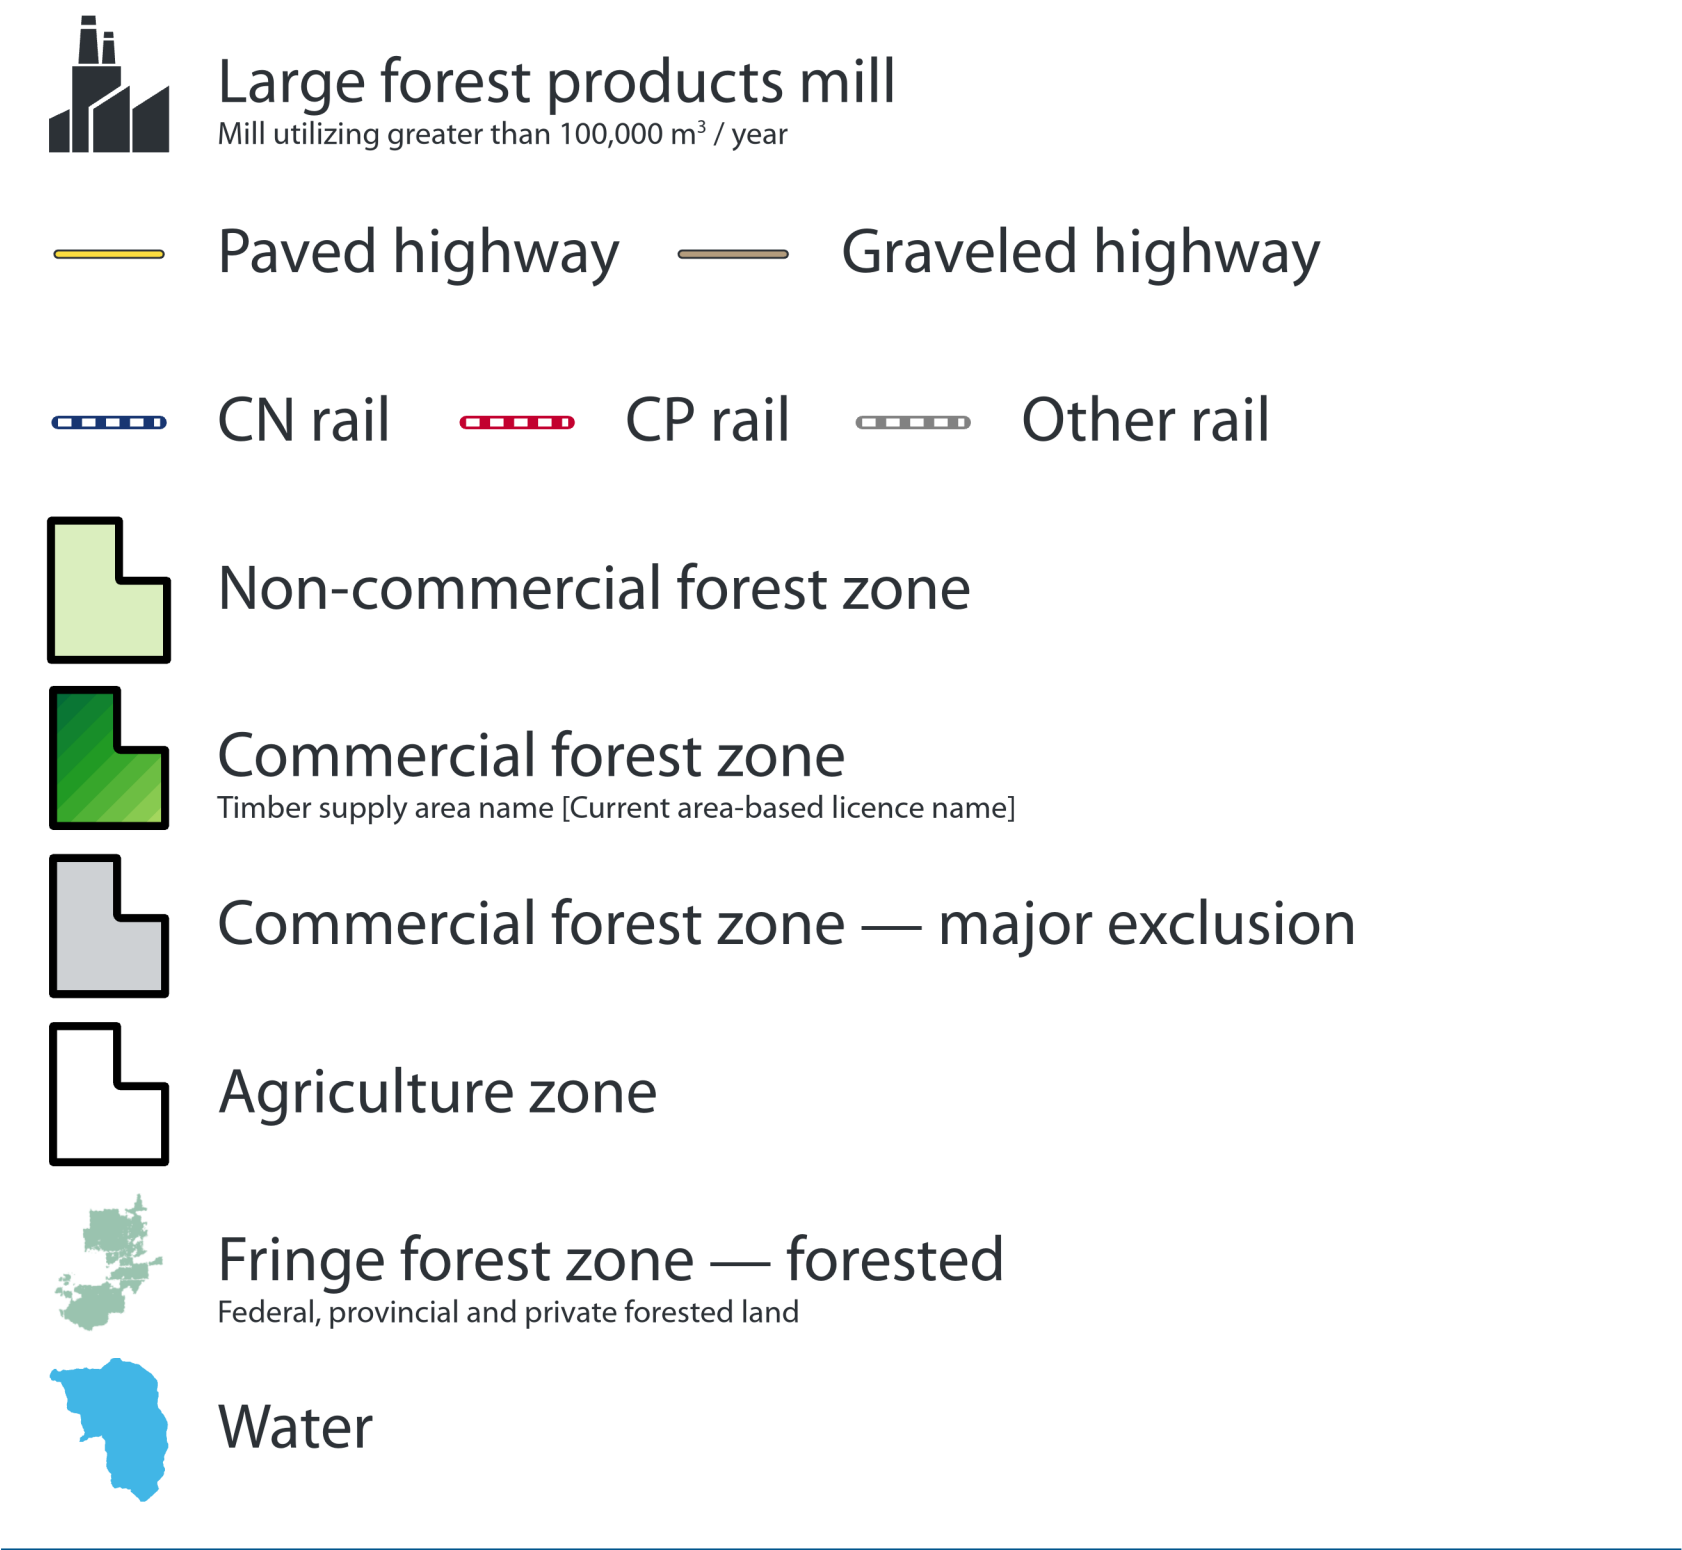 Large forest products mill
Mill utilizing greater than 100,000 m³ / year
Paved highway Graveled highway
CN rail CP rail Other rail
Non-commercial forest zone
Commercial forest zone
Timber supply area name [Current area-based licence name]
Commercial forest zone — major exclusion
Agriculture zone
Fringe forest zone — forested
Federal, provincial and private forested land
Water